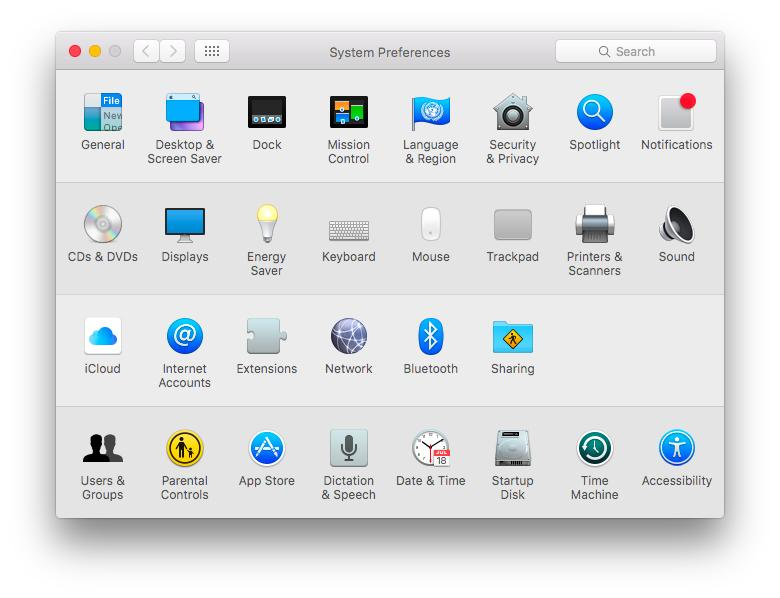 System Preferences
Search
File
New
Ope
General
Desktop &
Screen Saver
Dock
Mission
Control
Language
& Region
Security
& Privacy
Spotlight
Notifications
CDs & DVDs
Displays
Energy
Saver
Keyboard
Mouse
Trackpad
Printers &
Scanners
Sound
iCloud
@
Internet
Accounts
Extensions
Network
Bluetooth
Sharing
JUL
18
Users &
Groups
Parental
Controls
App Store
Dictation
& Speech
Date & Time
Startup
Disk
Time
Machine
Accessibility